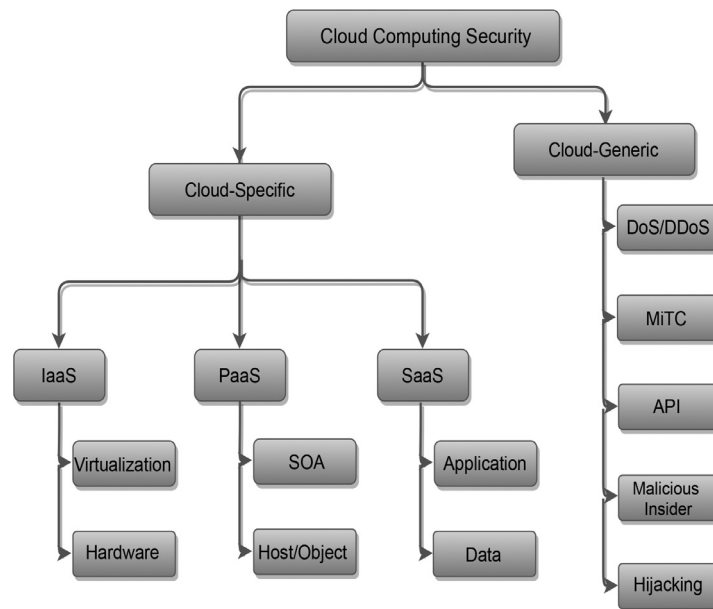 Cloud Computing Security
Cloud-Generic
Cloud-Specific
DoS/DDoS
MiTC
IaaS
PaaS
SaaS
API
Virtualization
SOA
Application
Malicious
Insider
Hardware
Host/Object
Data
Hijacking